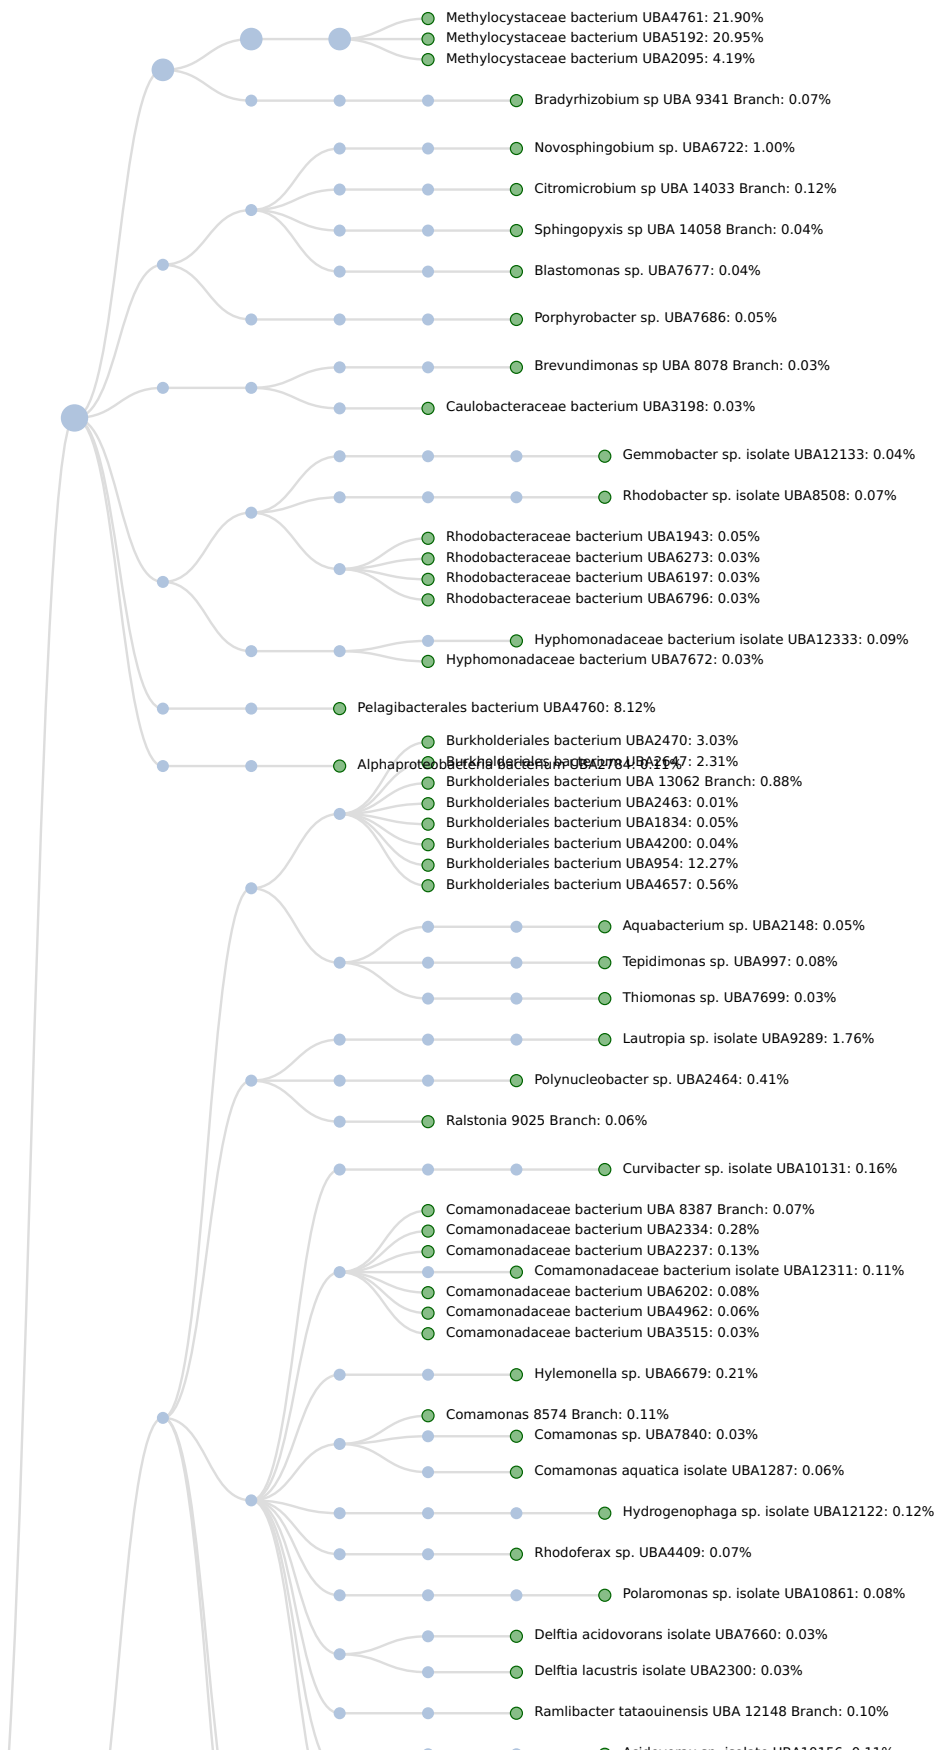 Methylocystaceae bacterium UBA4761: 21.90%
Methylocystaceae bacterium UBA5192: 20.95%
Methylocystaceae bacterium UBA2095: 4.19%
Bradyrhizobium sp UBA 9341 Branch: 0.07%
Novosphingobium sp. UBA6722: 1.00%
Citromicrobium sp UBA 14033 Branch: 0.12%
Sphingopyxis sp UBA 14058 Branch: 0.04%
Blastomonas sp. UBA7677: 0.04%
Porphyrobacter sp. UBA7686: 0.05%
Brevundimonas sp UBA 8078 Branch: 0.03%
Caulobacteraceae bacterium UBA3198: 0.03%
Gemmobacter sp. isolate UBA12133: 0.04%
Rhodobacter sp. isolate UBA8508: 0.07%
Rhodobacteraceae bacterium UBA1943: 0.05%
Rhodobacteraceae bacterium UBA6273: 0.03%
Rhodobacteraceae bacterium UBA6197: 0.03%
Rhodobacteraceae bacterium UBA6796: 0.03%
Hyphomonadaceae bacterium isolate UBA12333: 0.09%
Hyphomonadaceae bacterium UBA7672: 0.03%
Pelagibacterales bacterium UBA4760: 8.12%
Burkholderiales bacterium UBA2470: 3.03%
Burkholderiales bacterium UBA2647: 2.31%
Alphaproteobacteria bacterium UBA2784: 0.11%
Burkholderiales bacterium UBA 13062 Branch: 0.88%
Burkholderiales bacterium UBA2463: 0.01%
Burkholderiales bacterium UBA1834: 0.05%
Burkholderiales bacterium UBA4200: 0.04%
Burkholderiales bacterium UBA954: 12.27%
Burkholderiales bacterium UBA4657: 0.56%
Aquabacterium sp. UBA2148: 0.05%
Tepidimonas sp. UBA997: 0.08%
Thiomonas sp. UBA7699: 0.03%
Lautropia sp. isolate UBA9289: 1.76%
Polynucleobacter sp. UBA2464: 0.41%
Ralstonia 9025 Branch: 0.06%
Curvibacter sp. isolate UBA10131: 0.16%
Comamonadaceae bacterium UBA 8387 Branch: 0.07%
Comamonadaceae bacterium UBA2334: 0.28%
Comamonadaceae bacterium UBA2237: 0.13%
Comamonadaceae bacterium isolate UBA12311: 0.11%
Comamonadaceae bacterium UBA6202: 0.08%
Comamonadaceae bacterium UBA4962: 0.06%
Comamonadaceae bacterium UBA3515: 0.03%
Hylemonella sp. UBA6679: 0.21%
Comamonas 8574 Branch: 0.11%
Comamonas sp. UBA7840: 0.03%
Comamonas aquatica isolate UBA1287: 0.06%
Hydrogenophaga sp. isolate UBA12122: 0.12%
Rhodoferax sp. UBA4409: 0.07%
Polaromonas sp. isolate UBA10861: 0.08%
Delftia acidovorans isolate UBA7660: 0.03%
Delftia lacustris isolate UBA2300: 0.03%
Ramlibacter tataouinensis UBA 12148 Branch: 0.10%